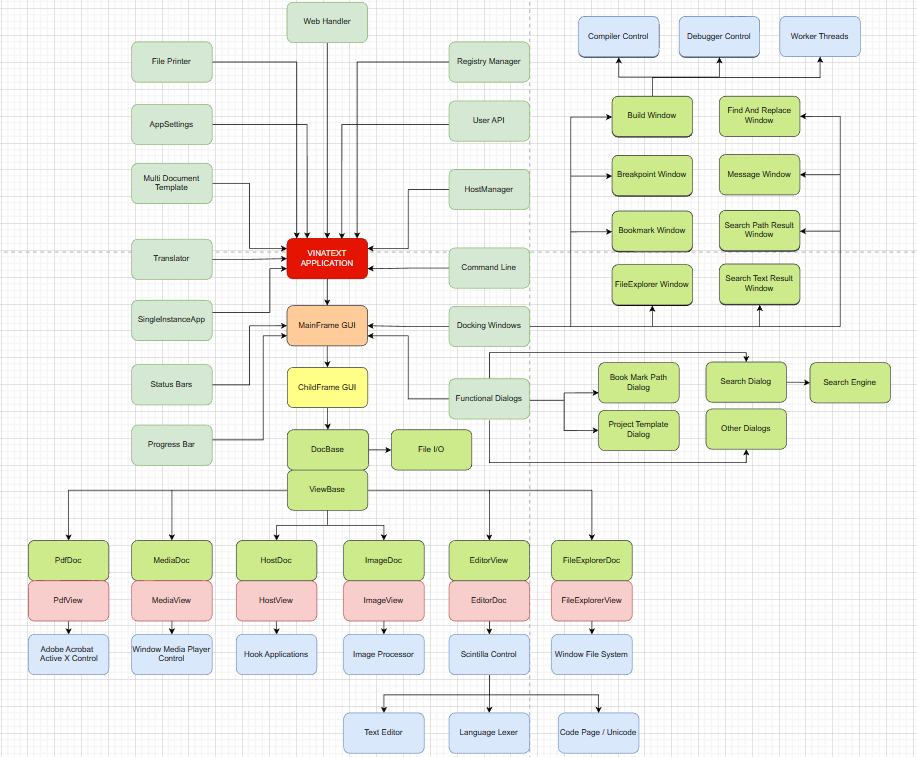 Web Handler
Compiler Control
Debugger Control
Worker Threads
File Printer
Registry Manager
AppSettings
User API
Build Window
Find And Replace
Window
Multi Document
Template
HostManager
Breakpoint Window
Message Window
Bookmark Window
Search Path Result
Window
Translator
VINATEXT
APPLICATION
Command Line
FileExplorer Window
Search Text Result
Window
SingleInstanceApp
MainFrame GUI
Docking Windows
Status Bars
ChildFrame GUI
Functional Dialogs
Book Mark Path
Dialog
Search Dialog
Search Engine
Project Template
Dialog
Other Dialogs
Progress Bar
DocBase
File I/O
ViewBase
PdfDoc
MediaDoc
HostDoc
ImageDoc
EditorView
FileExplorerDoc
PdfView
MediaView
HostView
ImageView
EditorDoc
FileExplorerView
Adobe Acrobat
Active X Control
Window Media Player
Control
Hook Applications
Image Processor
Scintilla Control
Window File System
Text Editor
Language Lexer
Code Page / Unicode